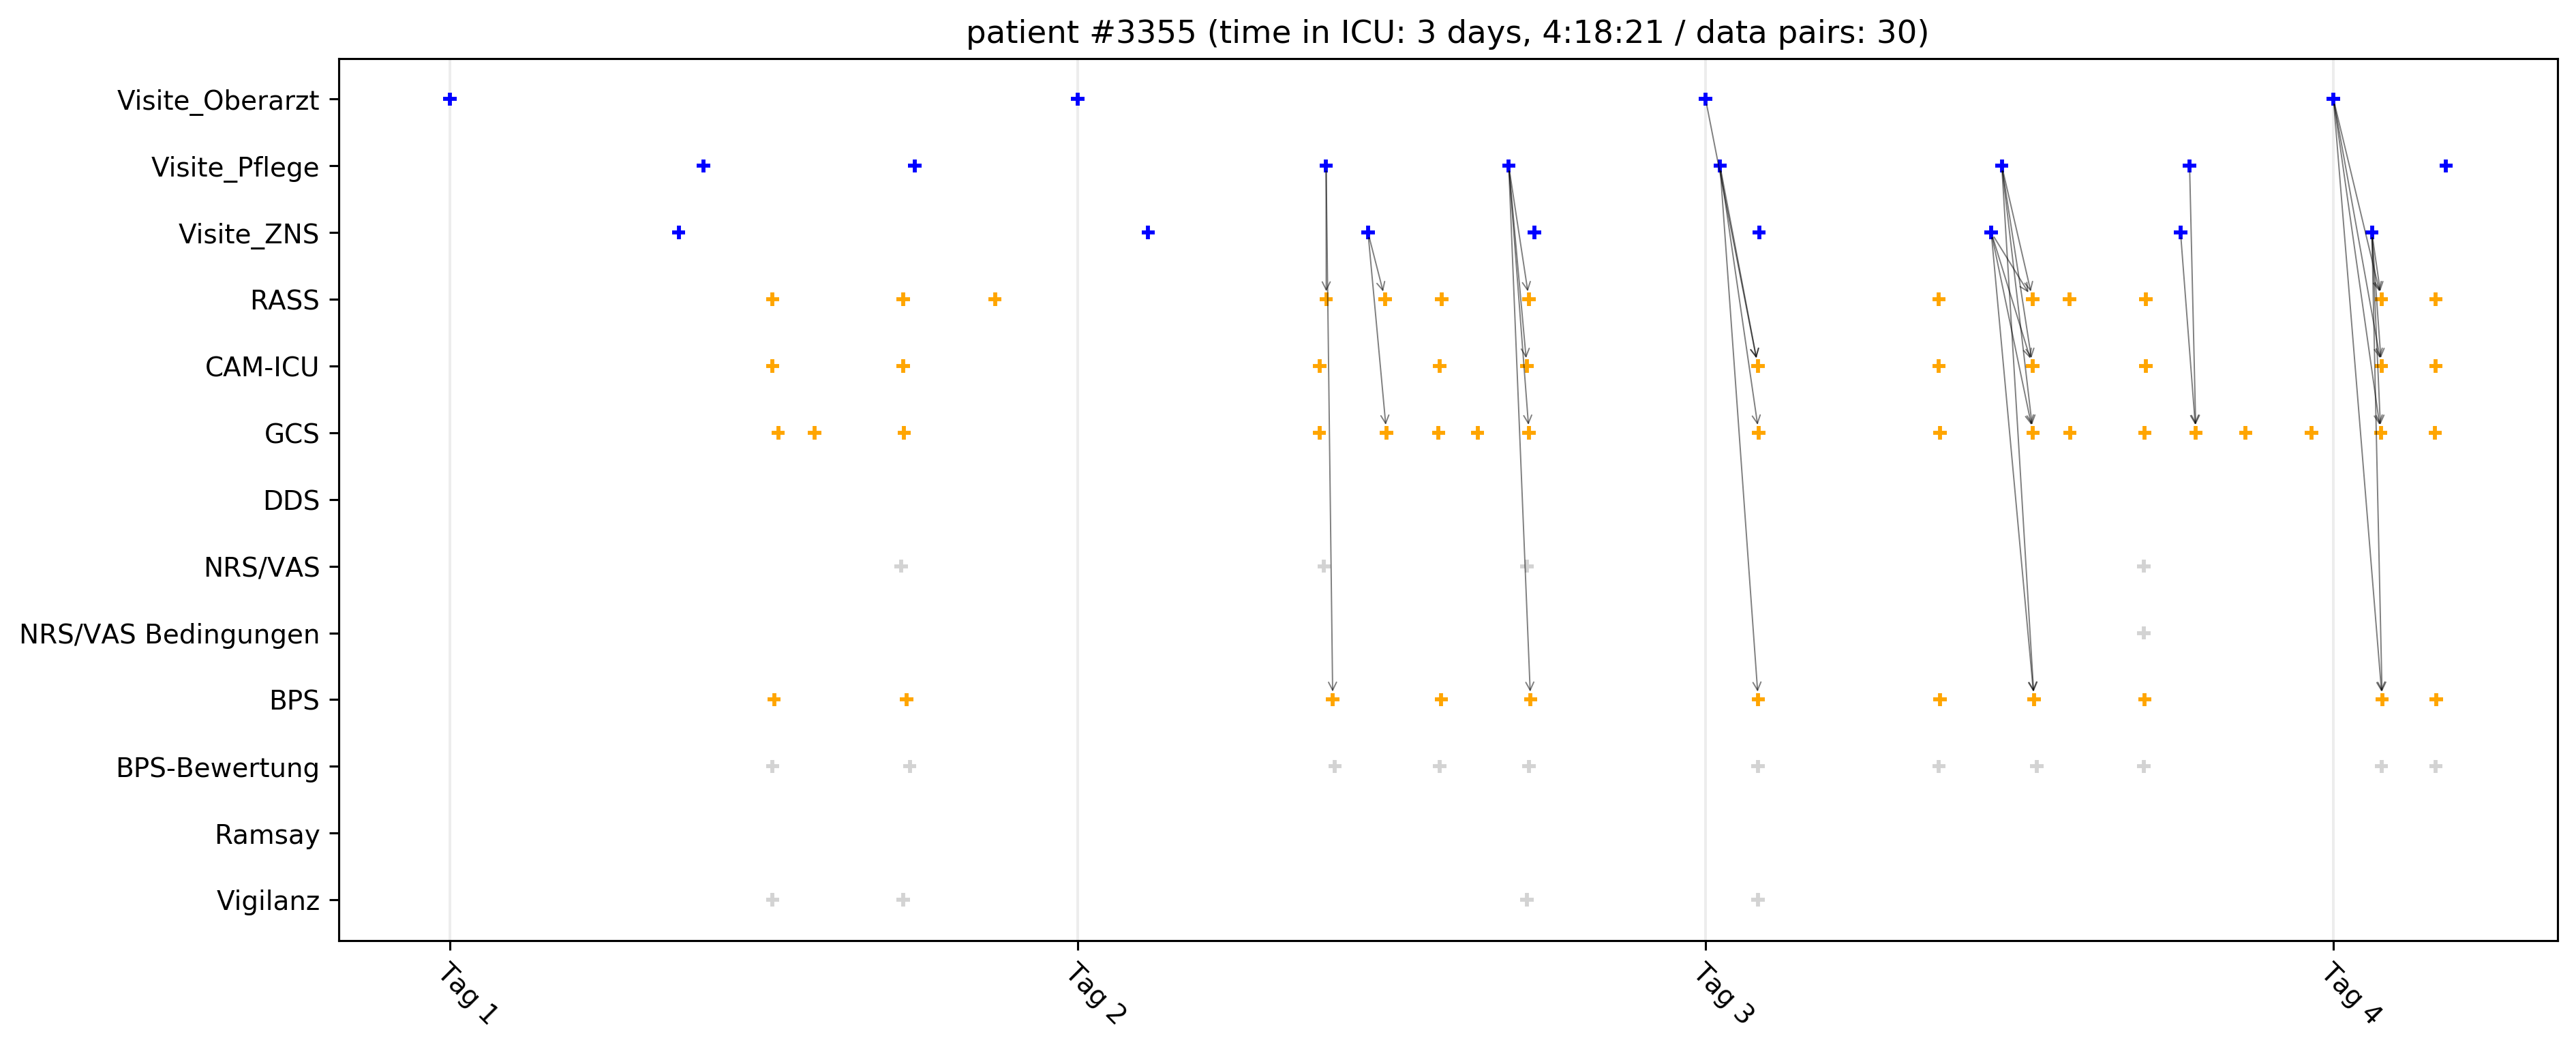 patient #3355 (time in ICU: 3 days, 4:18:21 / data pairs: 30)
Visite_Oberarzt
Visite_Pflege
Visite_ZNS
RASS
CAM-ICU
GCS
DDS
NRS/VAS
NRS/VAS Bedingungen
BPS
BPS-Bewertung
Ramsay
Vigilanz
Tag 1
Tag 2
Tag 3
Tag 4